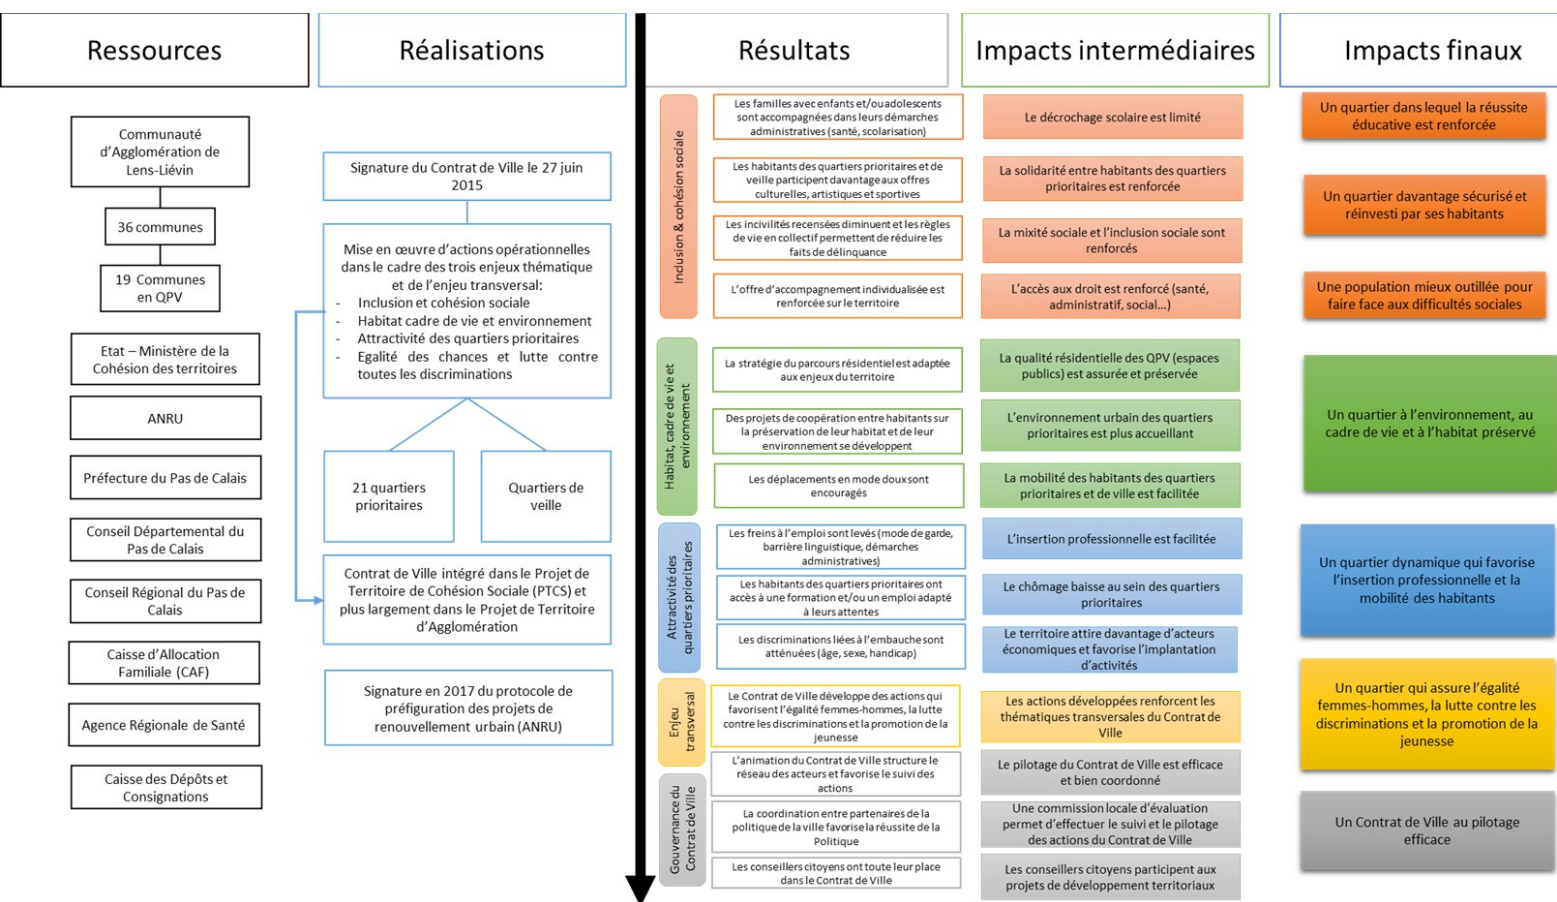 Ressources
Réalisations
Résultats
Impacts intermédiaires
Impacts finaux
Communauté
d’Agglomération de
Lens-Liévin
36 communes
19 Communes
en QPV
Etat – Ministère de la
Cohésion des territoires
ANRU
Préfecture du Pas de Calais
Conseil Départemental du
Pas de Calais
Conseil Régional du Pas de
Calais
Caisse d’Allocation
Familiale (CAF)
Agence Régionale de Santé
Caisse des Dépôts et
Consignations
Signature du Contrat de Ville le 27 juin
2015
Mise en œuvre d’actions opérationnelles
dans le cadre des trois enjeux thématique
et de l’enjeu transversal:
- Inclusion et cohésion sociale
- Habitat cadre de vie et environnement
- Attractivité des quartiers prioritaires
- Egalité des chances et lutte contre
toutes les discriminations
21 quartiers
prioritaires
Quartiers de
veille
Contrat de Ville intégré dans le Projet de
Territoire de Cohésion Sociale (PTCS) et
plus largement dans le Projet de Territoire
d’Agglomération
Signature en 2017 du protocole de
préfiguration des projets de
renouvellement urbain (ANRU)
Inclusion & cohésion sociale
Les familles avec enfants et/ouadolescents
sont accompagnées dans leurs démarches
administratives (santé, scolarisation)
Les habitants des quartiers prioritaires et de
veille participent davantage aux offres
culturelles, artistiques et sportives
Les incivilités recensées diminuent et les règles
de vie en collectif permettent de réduire les
faits de délinquance
L’offre d’accompagnement individualisée est
renforcée sur le territoire
Le décrochage scolaire est limité
La solidarité entre habitants des quartiers
prioritaires est renforcée
La mixité sociale et l’inclusion sociale sont
renforcés
L’accès aux droit est renforcé (santé,
administratif, social...)
Un quartier dans lequel la réussite
éducative est renforcée
Un quartier davantage sécurisé et
réinvesti par ses habitants
Une population mieux outillée pour
faire face aux difficultés sociales
Habitat, cadre de vie et
environnement
La stratégie du parcours résidentiel est adaptée
aux enjeux du territoire
Des projets de coopération entre habitants sur
la préservation de leur habitat et de leur
environnement se développent
Les déplacements en mode doux sont
encouragés
La qualité résidentielle des QPV (espaces
publics) est assurée et préservée
L’environnement urbain des quartiers
prioritaires est plus accueillant
La mobilité des habitants des quartiers
prioritaires et de ville est facilitée
Un quartier à l’environnement, au
cadre de vie et à l’habitat préservé
Attractivité des
quartiers prioritaires
Les freins à l’emploi sont levés (mode de garde,
barrière linguistique, démarches
administratives)
Les habitants des quartiers prioritaires ont
accès à une formation et/ou un emploi adapté
à leurs attentes
Les discriminations liées à l’embauche sont
atténuées (âge, sexe, handicap)
L’insertion professionnelle est facilitée
Le chômage baisse au sein des quartiers
prioritaires
Le territoire attire davantage d’acteurs
économiques et favorise l’implantation
d’activités
Un quartier dynamique qui favorise
l’insertion professionnelle et la
mobilité des habitants
Enjeu
transversal
Le Contrat de Ville développe des actions qui
favorisent l’égalité femmes-hommes, la lutte
contre les discriminations et la promotion de la
jeunesse
Les actions développées renforcent les
thématiques transversales du Contrat de
Ville
Un quartier qui assure l’égalité
femmes-hommes, la lutte contre les
discriminations et la promotion de la
jeunesse
Gouvernance du
Contrat de Ville
L’animation du Contrat de Ville structure le
réseau des acteurs et favorise le suivi des
actions
La coordination entre partenaires de la
politique de la ville favorise la réussite de la
Politique
Les conseillers citoyens ont toute leur place
dans le Contrat de Ville
Le pilotage du Contrat de Ville est efficace
et bien coordonné
Une commission locale d’évaluation
permet d’effectuer le suivi et le pilotage
des actions du Contrat de Ville
Les conseillers citoyens participent aux
projets de développement territoriaux
Un Contrat de Ville au pilotage
efficace